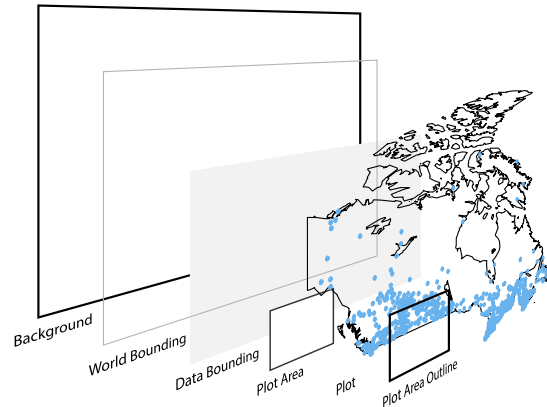 Background
World Bounding
Data Bounding
Plot Area
Plot
Plot Area Outline